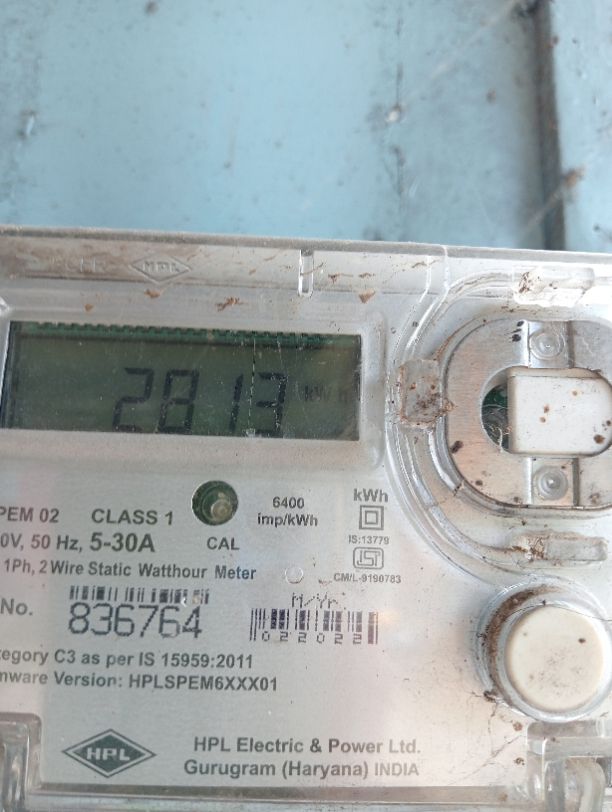 HPL
2813 kWh
PEM 02 CLASS 1
6400
imp/kWh
kWh
0V, 50 Hz, 5-30A
CAL
IS:13779
1Ph, 2 Wire Static Watthour Meter
ISI
CM/L-9190783
No. 836764
M/Yr.
022022
tegory C3 as per IS 15959:2011
mware Version: HPLSPEM6XXX01
HPL
HPL Electric & Power Ltd.
Gurugram (Haryana) INDIA